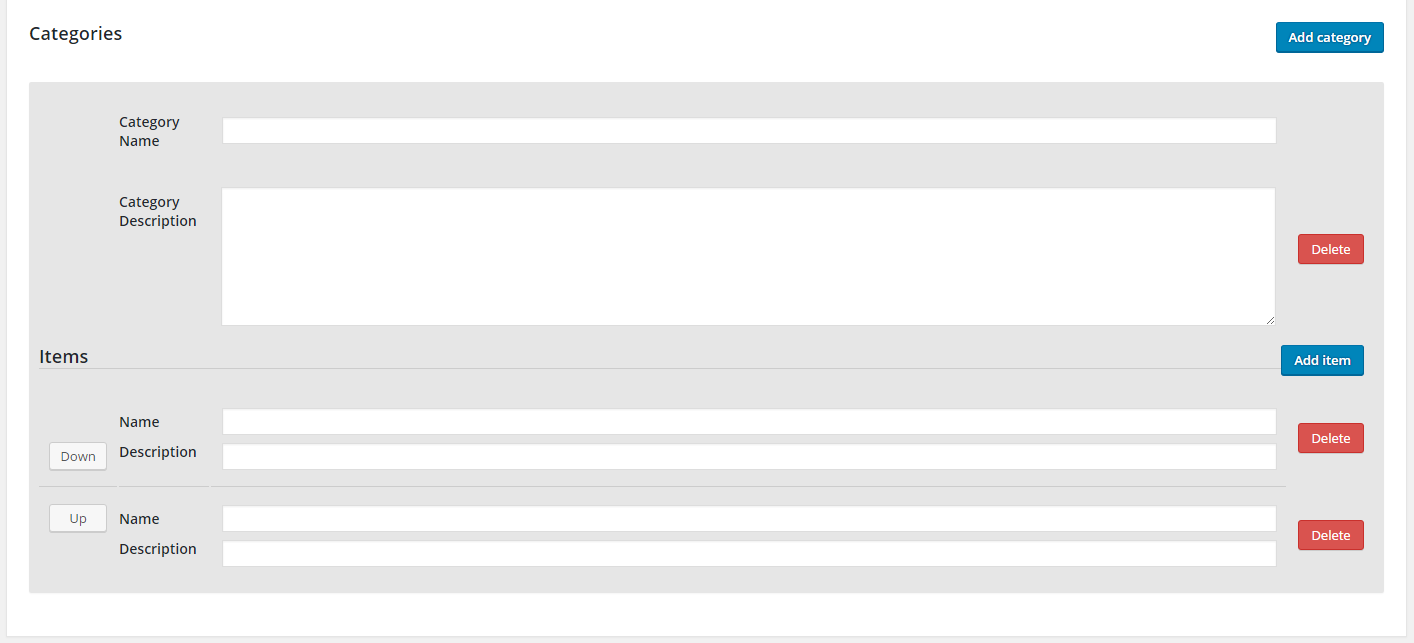 Categories
Add category
Category
Name
Category
Description
Delete
Items
Add item
Name
Delete
Down
Description
Up
Name
Delete
Description